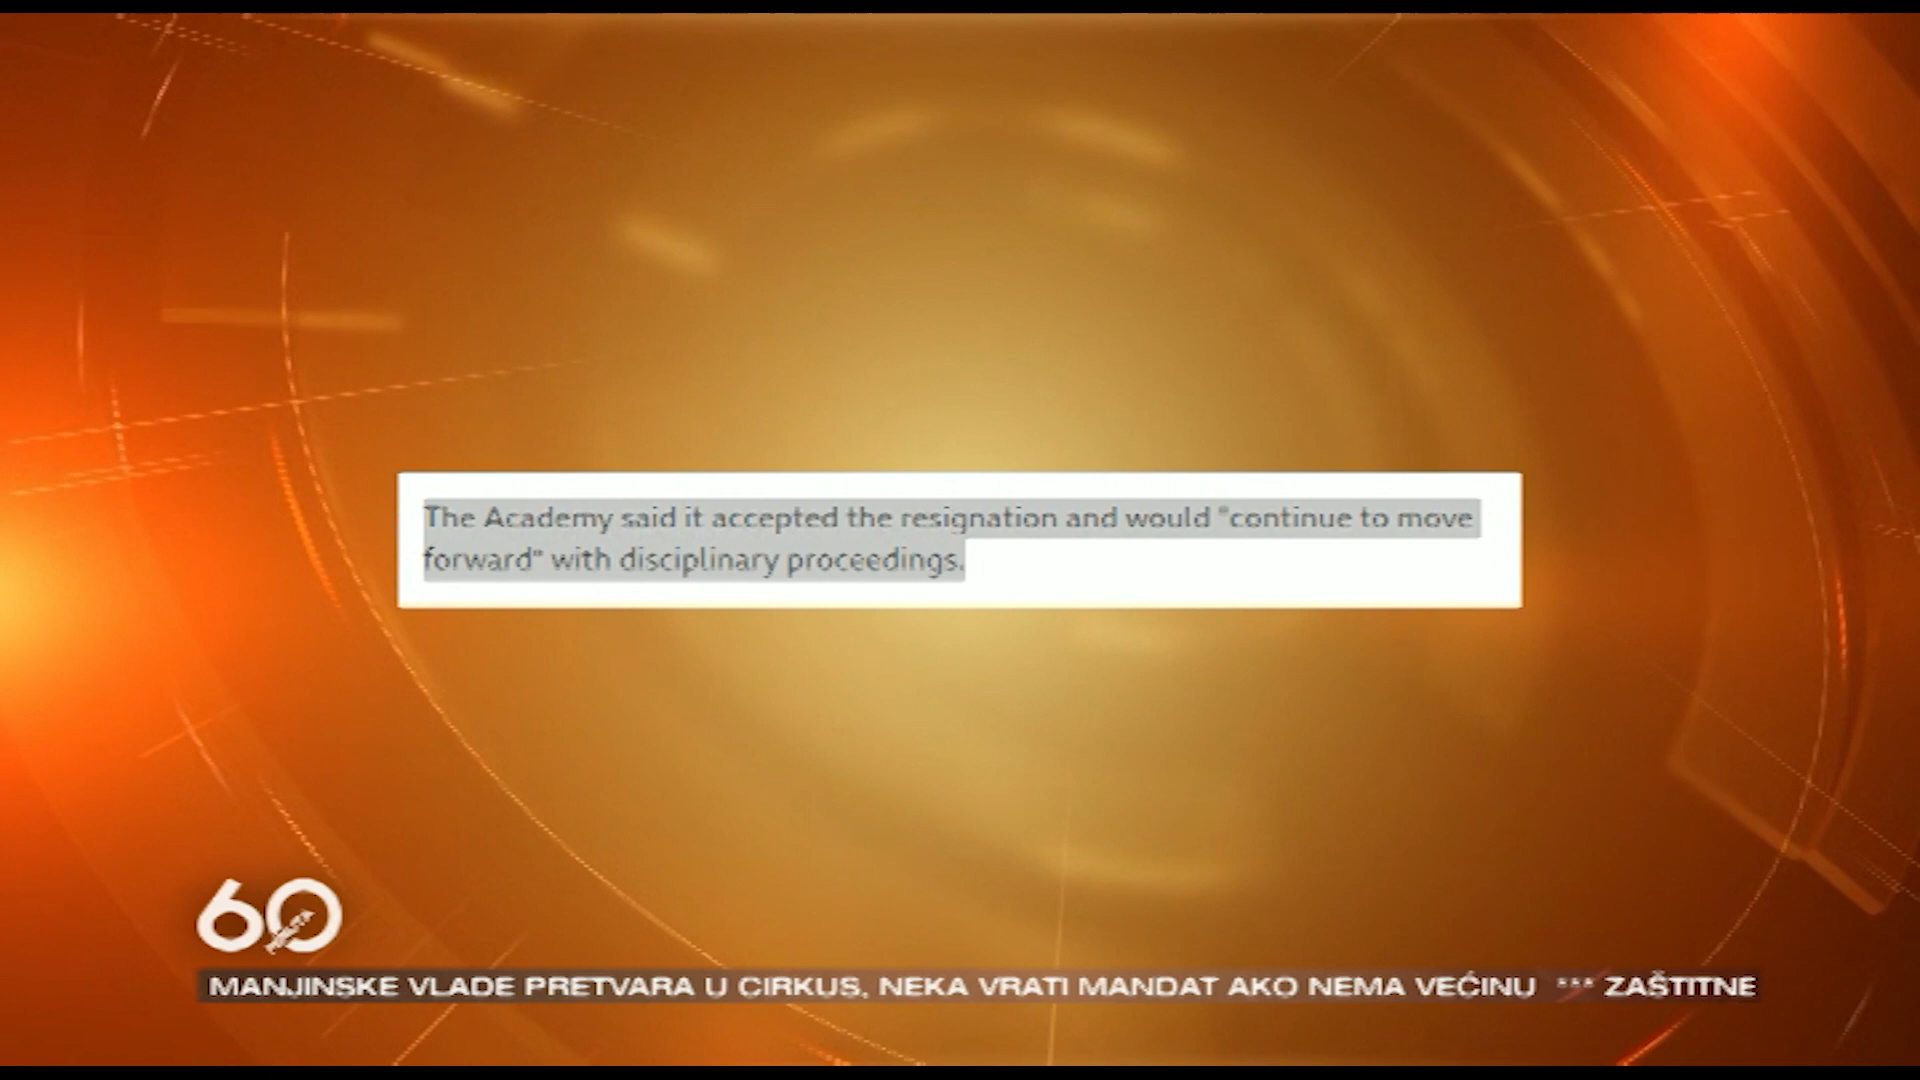 The Academy said it accepted the resignation and would "continue to move
forward" with disciplinary proceedings.
60
MANJINSKE VLADE PRETVARA U CIRKUS, NEKA VRATI MANDAT AKO NEMA VEĆINU *** ZAŠTITNE